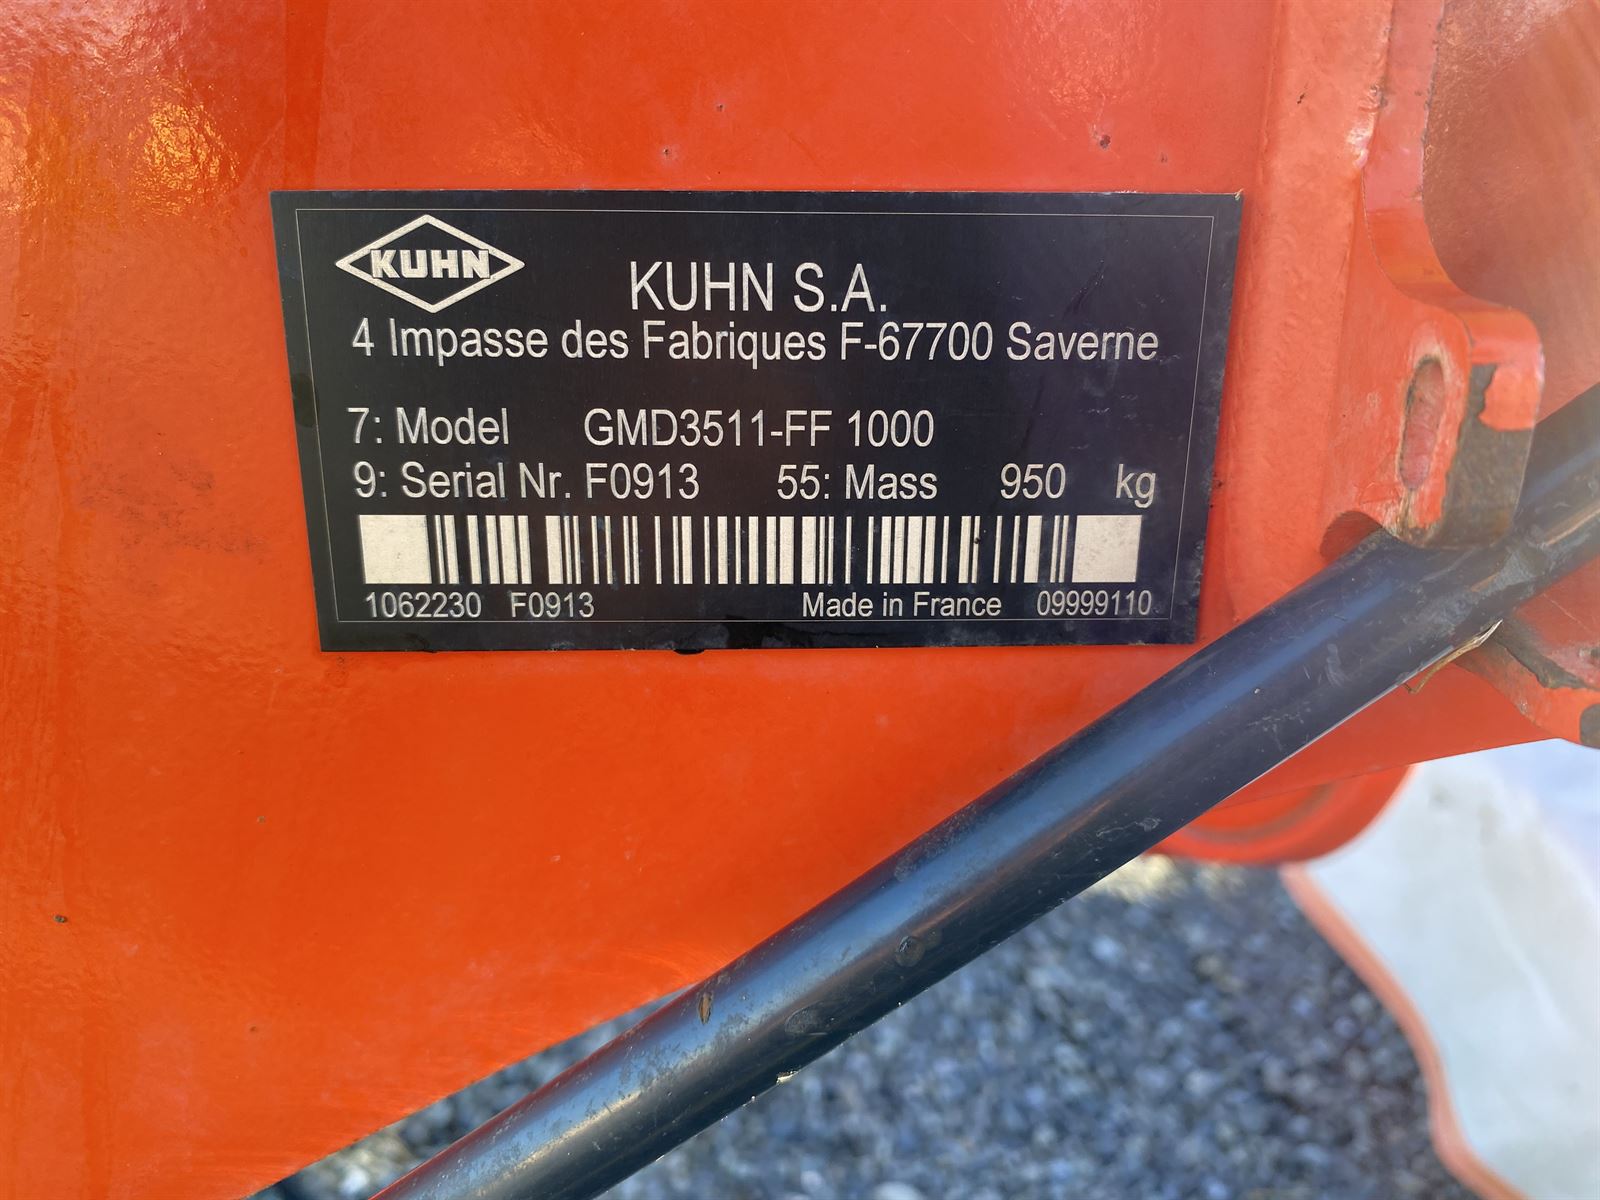 KUHN
KUHN S.A.
4 Impasse des Fabriques F-67700 Saverne
7: Model GMD3511-FF 1000
9: Serial Nr. F0913 55: Mass 950 kg
1062230 F0913 Made in France 09999110